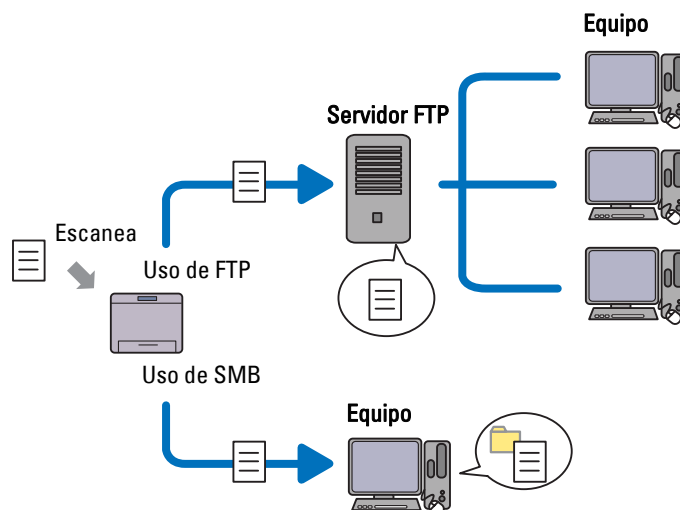 Equipo
Servidor FTP
Escanea
Uso de FTP
Uso de SMB
Equipo